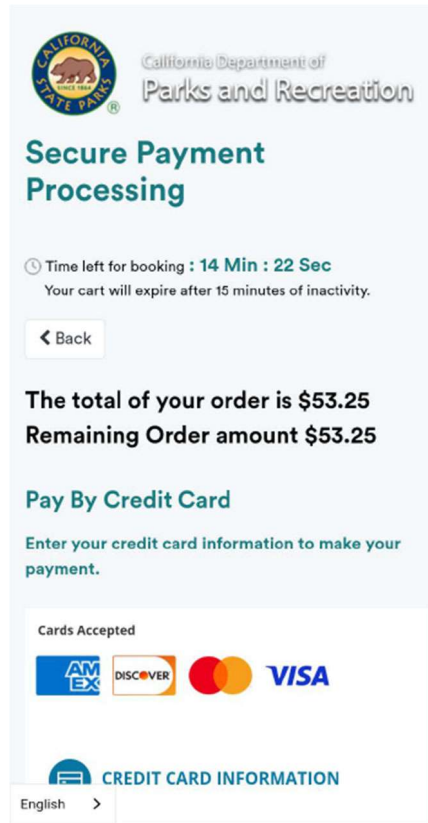 CALIFORNIA
SINCE 1864
STATE PARKS
®
California Department of
Parks and Recreation
Secure Payment
Processing
Time left for booking : 14 Min : 22 Sec
Your cart will expire after 15 minutes of inactivity.
Back
The total of your order is $53.25
Remaining Order amount $53.25
Pay By Credit Card
Enter your credit card information to make your
payment.
Cards Accepted
AM
EX
DISCOVER
VISA
CREDIT CARD INFORMATION
English